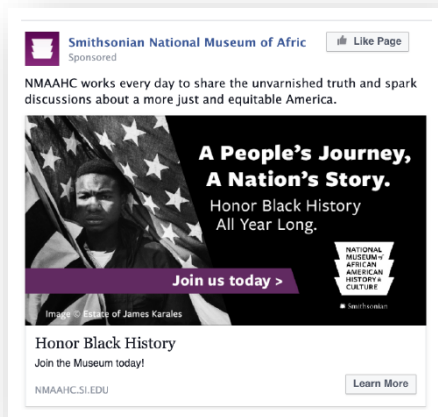 Smithsonian National Museum of Afric
Like Page
Sponsored
NMAAHC works every day to share the unvarnished truth and spark
discussions about a more just and equitable America.
A People's Journey,
A Nation's Story.
Honor Black History
All Year Long.
NATIONAL
MUSEUM of
AFRICAN
AMERICAN
HISTORY &
CULTURE
Smithsonian
Join us today >
Image © Estate of James Karales
Honor Black History
Join the Museum today!
NMAAHC.SI.EDU
Learn More